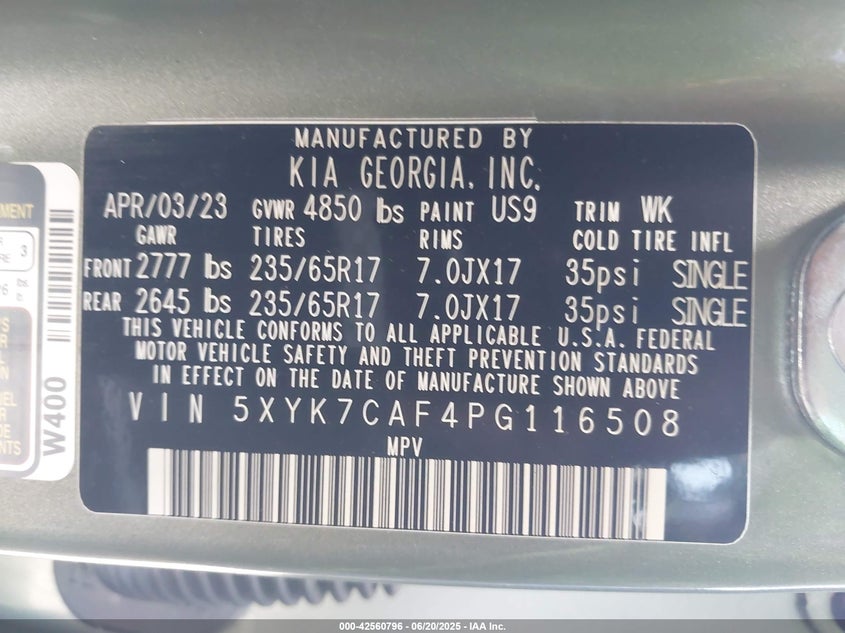 MANUFACTURED BY
KIA GEORGIA, INC.
APR/03/23 GVWR 4850 lbs PAINT US9 TRIM WK
GAWR TIRES RIMS COLD TIRE INFL
FRONT 2777 lbs 235/65R17 7.0JX17 35psi SINGLE
REAR 2645 lbs 235/65R17 7.0JX17 35psi SINGLE
THIS VEHICLE CONFORMS TO ALL APPLICABLE U.S.A. FEDERAL
MOTOR VEHICLE SAFETY AND THEFT PREVENTION STANDARDS
IN EFFECT ON THE DATE OF MANUFACTURE SHOWN ABOVE
VIN 5XYK7CAF4PG116508
MPV
W400
3
000-42560796 - 06/20/2025 - IAA Inc.